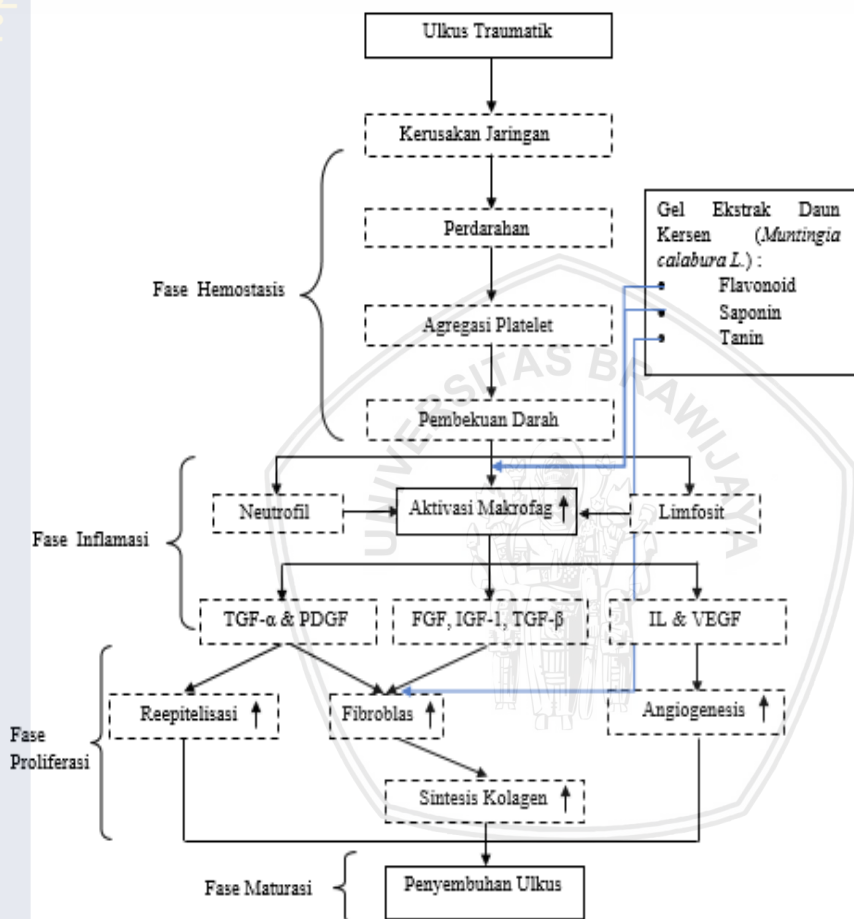 Ulkus Traumatik
Kerusakan Jaringan
Perdarahan
Gel Ekstrak Daun
Kersen (Muntingia
calabura L.) :
Flavonoid
Saponin
Tanin
Fase Hemostasis
Agregasi Platelet
Pembekuan Darah
UNIVERSITAS BRAWIJAYA
Neutrofil
Aktivasi Makrofag
Limfosit
Fase Inflamasi
TGF-α & PDGF
FGF, IGF-1, TGF-β
IL & VEGF
Reepitelisasi
Fibroblas
Angiogenesis
Fase
Proliferasi
Sintesis Kolagen
Fase Maturasi
Penyembuhan Ulkus